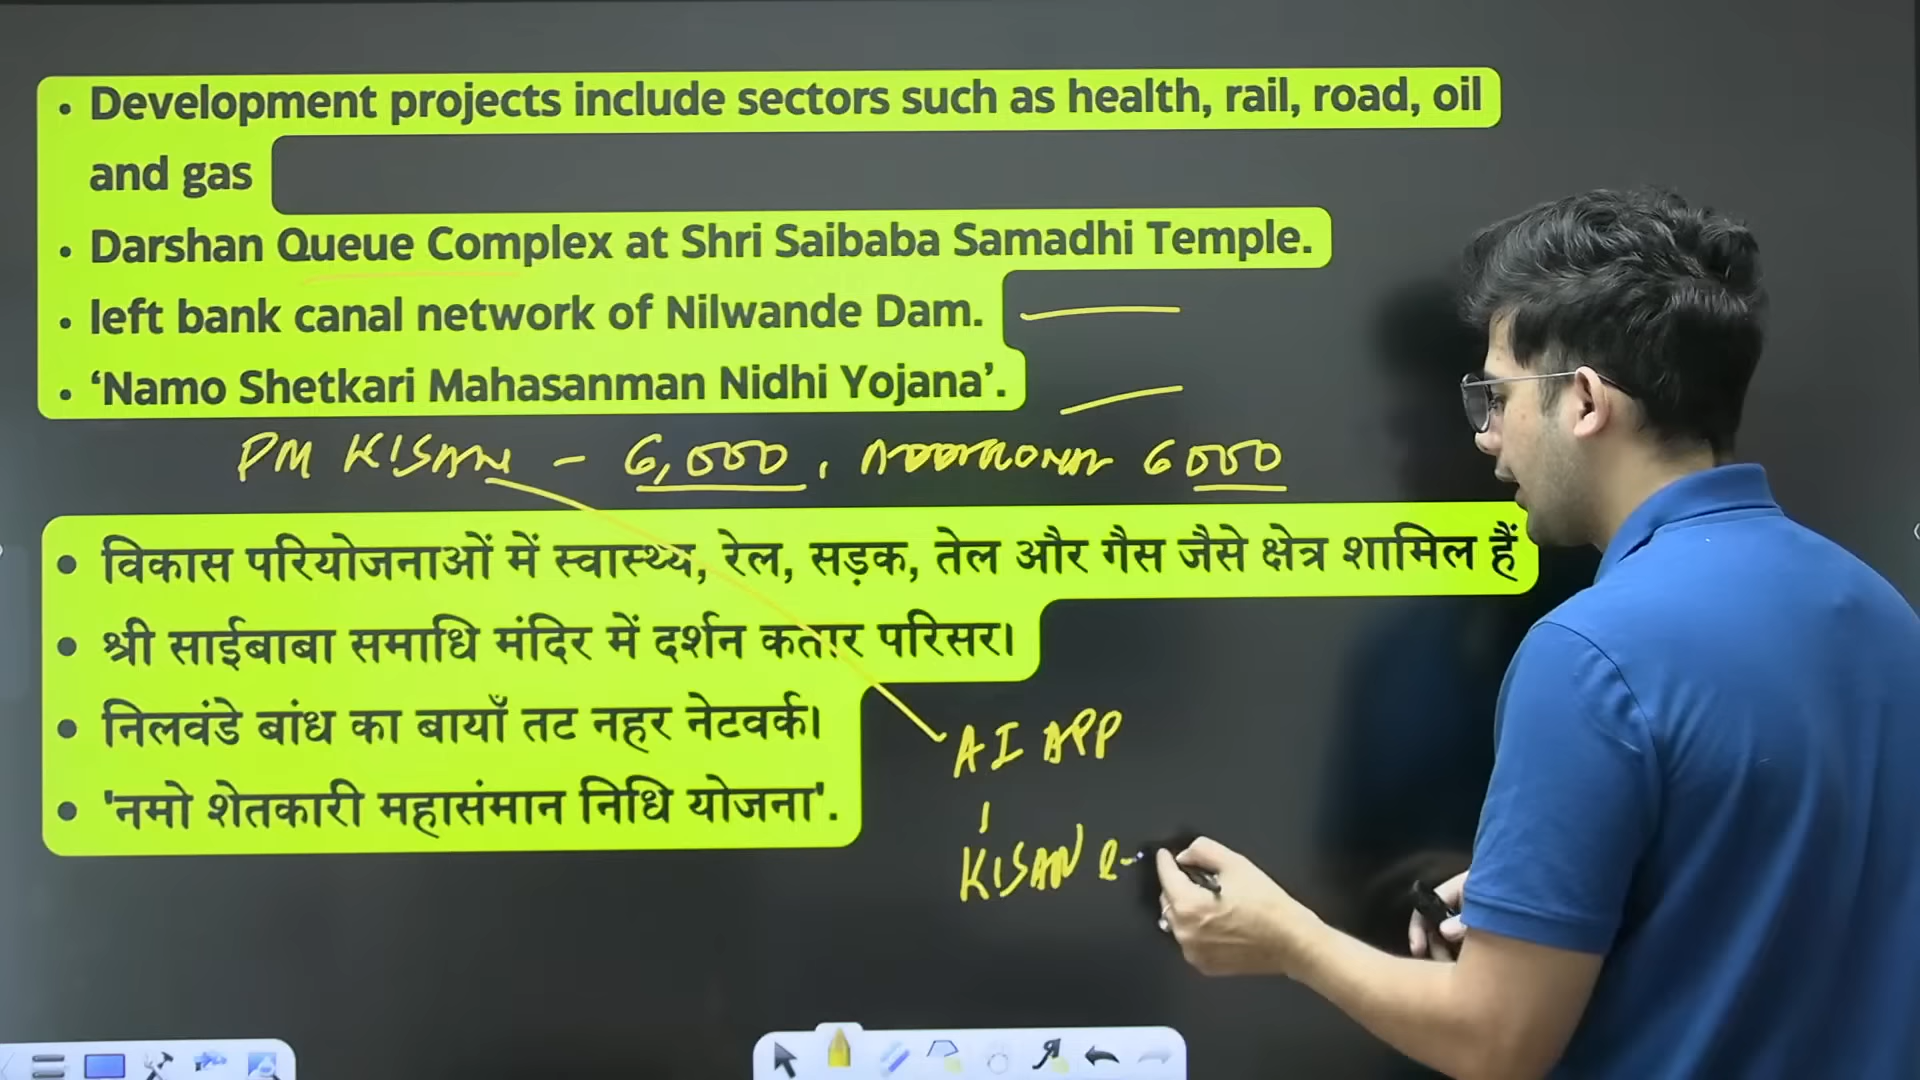 • Development projects include sectors such as health, rail, road, oil
and gas
• Darshan Queue Complex at Shri Saibaba Samadhi Temple.
• left bank canal network of Nilwande Dam.
• ‘Namo Shetkari Mahasanman Nidhi Yojana’.
PM KISAN - 6,000, ADDITIONAL 6000
• विकास परियोजनाओं में स्वास्थ्य, रेल, सड़क, तेल और गैस जैसे क्षेत्र शामिल हैं
• श्री साईबाबा समाधि मंदिर में दर्शन कतार परिसर।
• निलवंडे बांध का बायाँ तट नहर नेटवर्क।
• 'नमो शेतकारी महासंमान निधि योजना'.
AI APP
KISAN e-